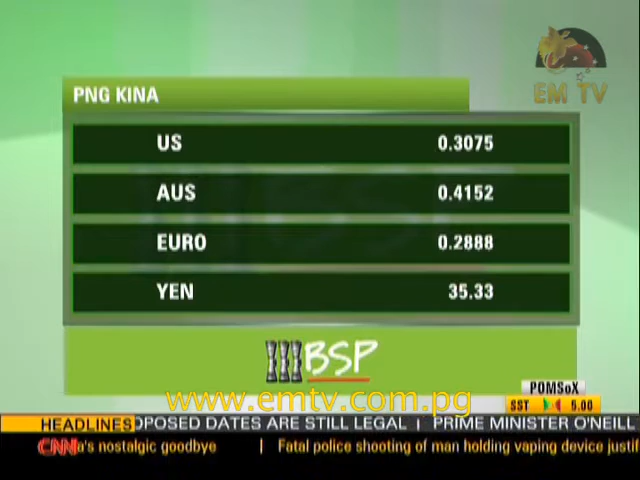 EM TV
PNG KINA
US 0.3075
AUS 0.4152
EURO 0.2888
YEN 35.33
BSP
www.emtv.com.pg
POMSoX
SST 5.00
HEADLINES OPOSED DATES ARE STILL LEGAL | PRIME MINISTER O'NEILL
CNN a's nostalgic goodbye | Fatal police shooting of man holding vaping device justif